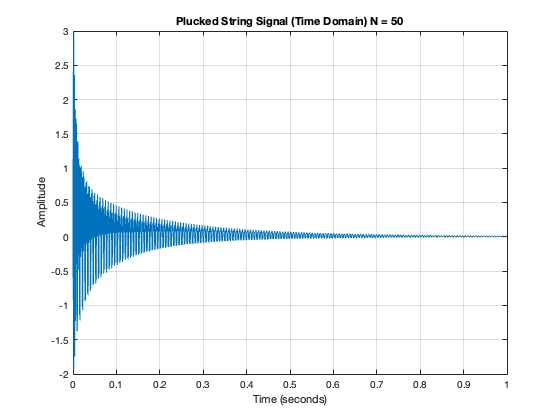 Plucked String Signal (Time Domain) N = 50
3
2.5
2
1.5
1
0.5
0
-0.5
-1
-1.5
-2
Amplitude
0 0.1 0.2 0.3 0.4 0.5 0.6 0.7 0.8 0.9 1
Time (seconds)